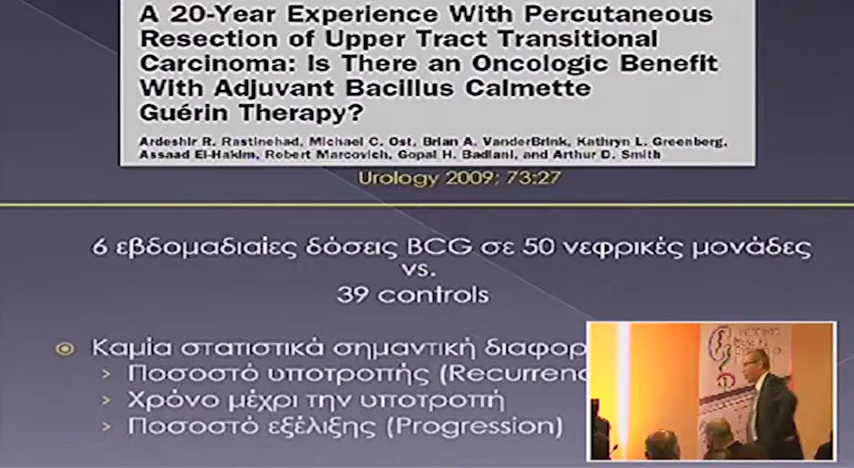 A 20-Year Experience With Percutaneous
Resection of Upper Tract Transitional
Carcinoma: Is There an Oncologic Benefit
With Adjuvant Bacillus Calmette
Guérin Therapy?
Ardeshir R. Rastinehad, Michael C. Ost, Brian A. VanderBrink, Kathryn L. Greenberg,
Assaad El-Hakim, Robert Marcovich, Gopal H. Badlani, and Arthur D. Smith
Urology 2009; 73:27
6 εβδομαδιαίες δόσεις BCG σε 50 νεφρικές μονάδες
vs.
39 controls
Καμία στατιστικά σημαντική διαφορ
> Ποσοστό υποτροπής (Recurrenc
> Χρόνο μέχρι την υποτροπή
> Ποσοστό εξέλιξης (Progression)